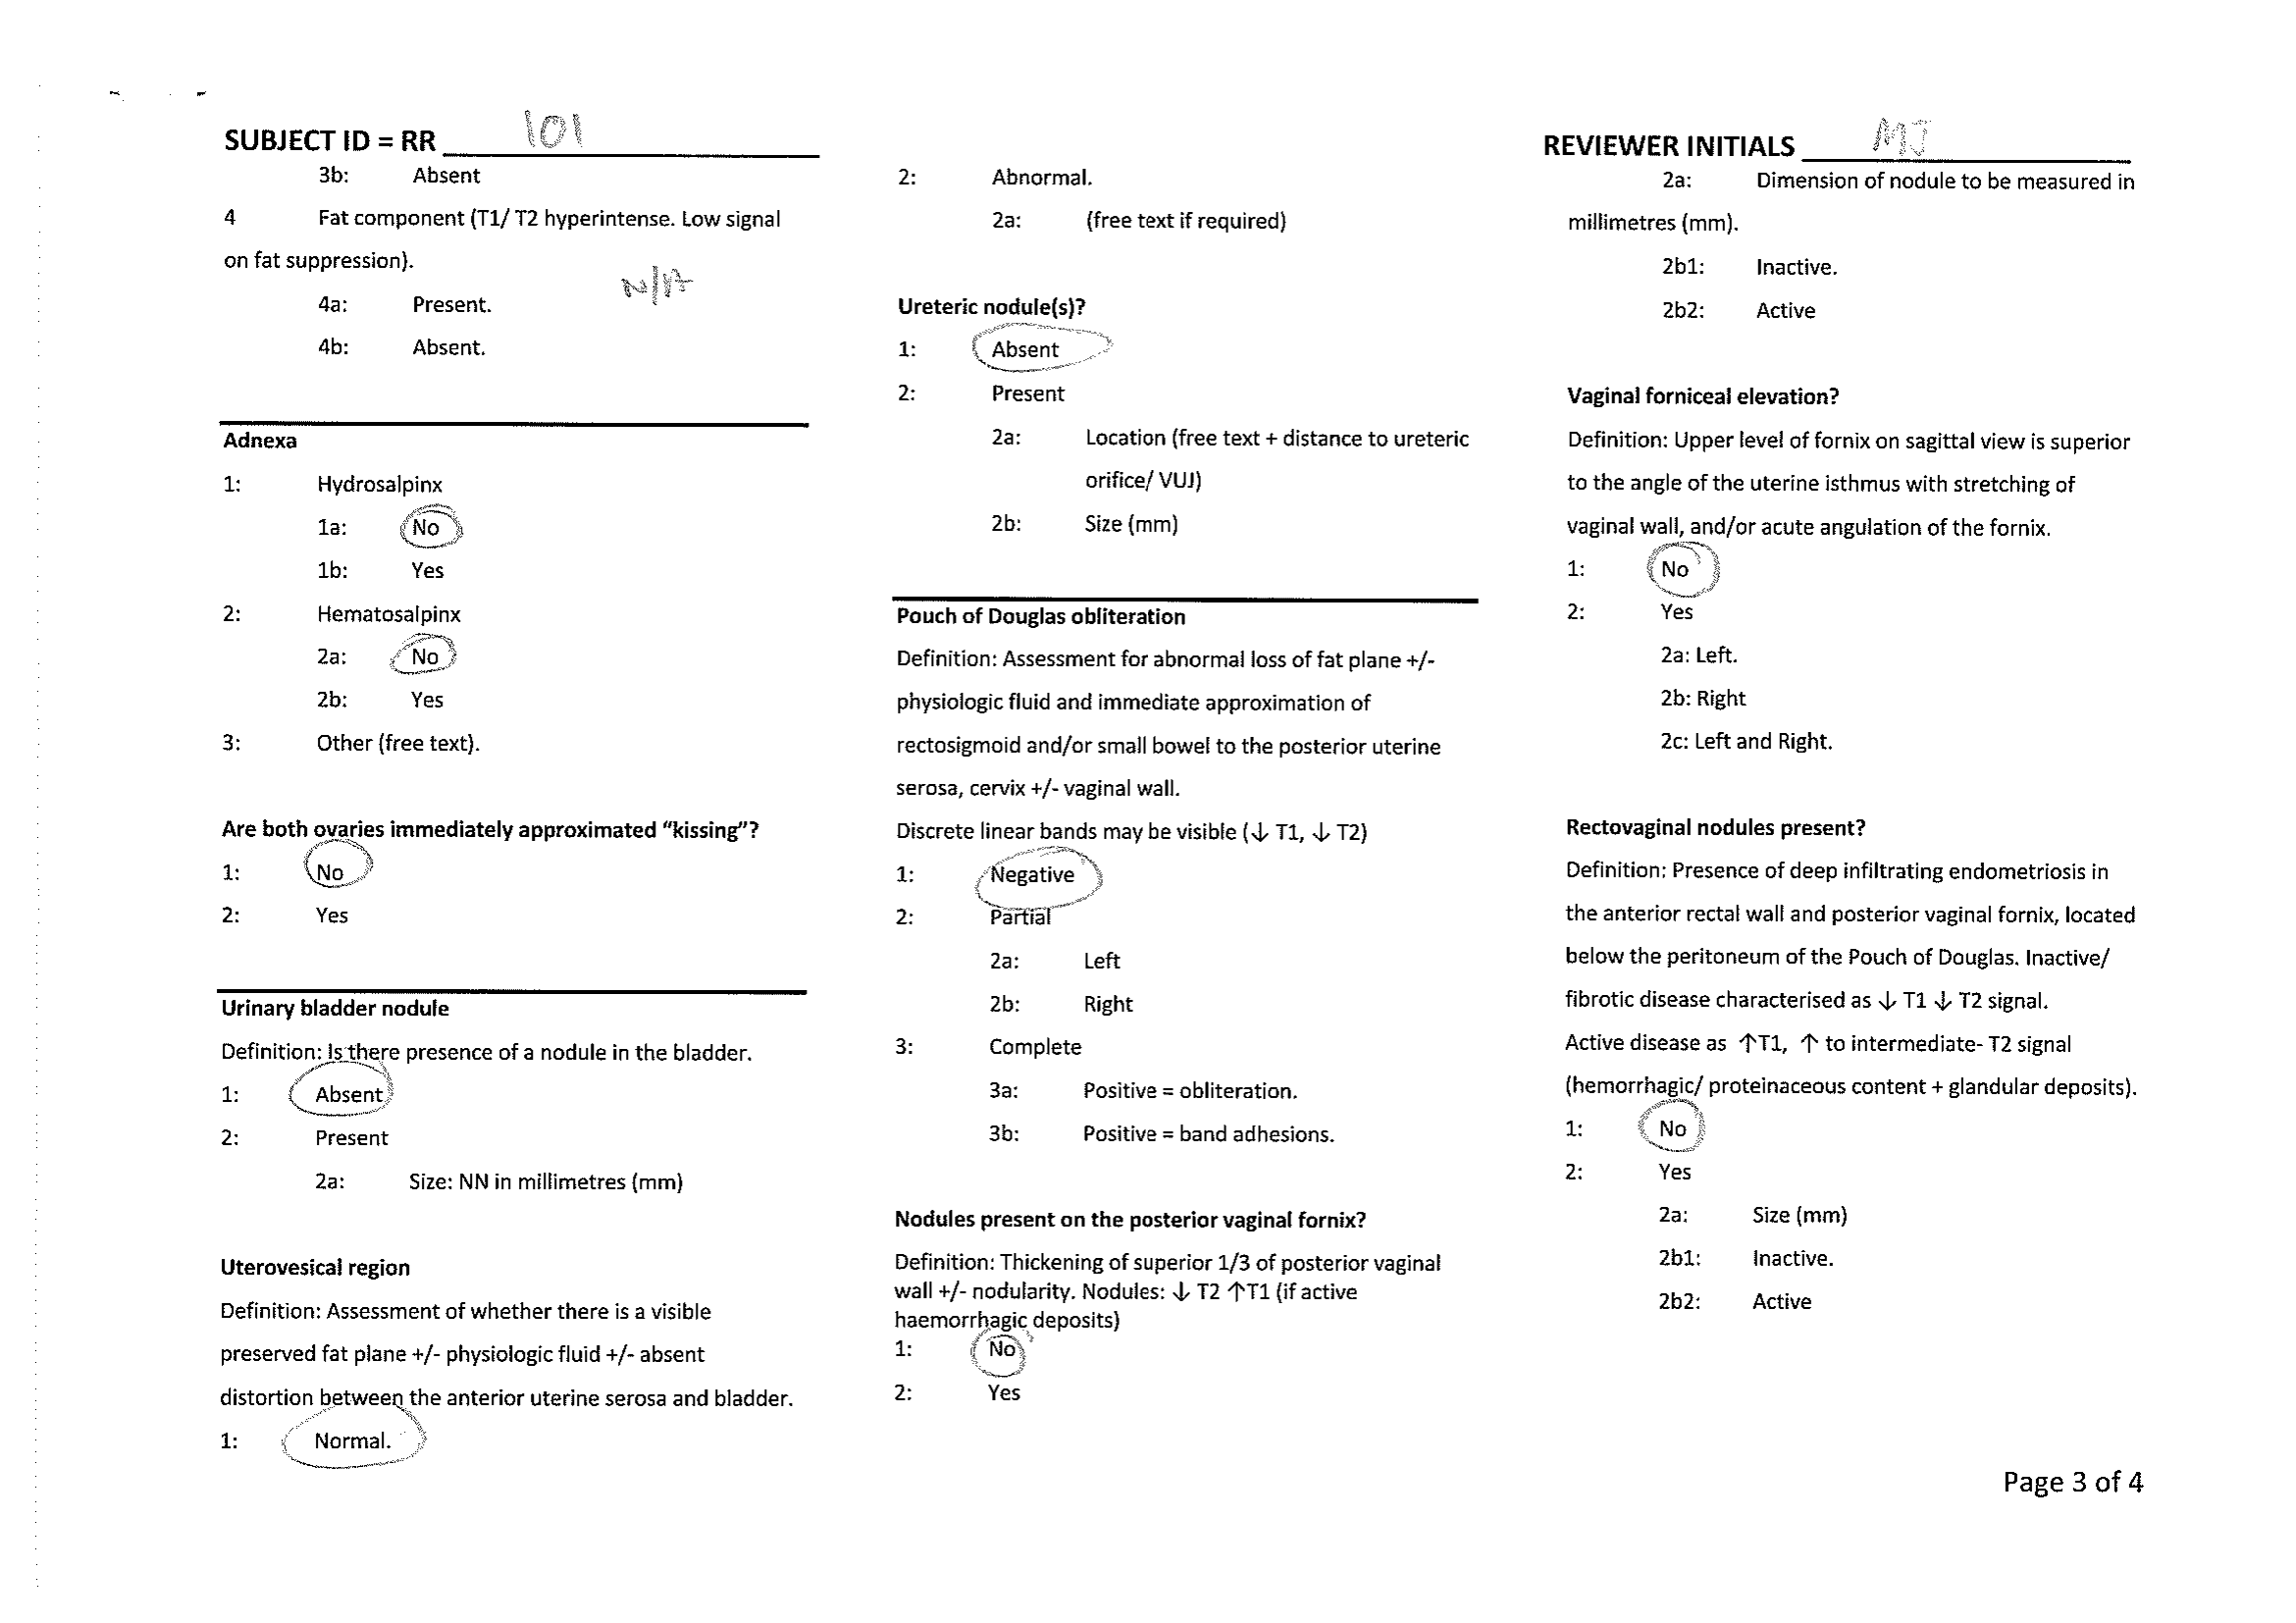 SUBJECT ID = RR 101
3b: Absent
4 Fat component (T1/ T2 hyperintense. Low signal
on fat suppression).
N/A
4a: Present.
4b: Absent.
Adnexa
1: Hydrosalpinx
1a: No
1b: Yes
2: Hematosalpinx
2a: No
2b: Yes
3: Other (free text).
Are both ovaries immediately approximated “kissing”?
1: No
2: Yes
Urinary bladder nodule
Definition: Is there presence of a nodule in the bladder.
1: Absent
2: Present
2a: Size: NN in millimetres (mm)
Uterovesical region
Definition: Assessment of whether there is a visible
preserved fat plane +/- physiologic fluid +/- absent
distortion between the anterior uterine serosa and bladder.
1: Normal.
2: Abnormal.
2a: (free text if required)
Ureteric nodule(s)?
1: Absent
2: Present
2a: Location (free text + distance to ureteric
orifice/ VUJ)
2b: Size (mm)
Pouch of Douglas obliteration
Definition: Assessment for abnormal loss of fat plane +/-
physiologic fluid and immediate approximation of
rectosigmoid and/or small bowel to the posterior uterine
serosa, cervix +/- vaginal wall.
Discrete linear bands may be visible (↓ T1, ↓ T2)
1: Negative
2: Partial
2a: Left
2b: Right
3: Complete
3a: Positive = obliteration.
3b: Positive = band adhesions.
Nodules present on the posterior vaginal fornix?
Definition: Thickening of superior 1/3 of posterior vaginal
wall +/- nodularity. Nodules: ↓ T2 ↑T1 (if active
haemorrhagic deposits)
1: No
2: Yes
REVIEWER INITIALS MJ
2a: Dimension of nodule to be measured in
millimetres (mm).
2b1: Inactive.
2b2: Active
Vaginal forniceal elevation?
Definition: Upper level of fornix on sagittal view is superior
to the angle of the uterine isthmus with stretching of
vaginal wall, and/or acute angulation of the fornix.
1: No
2: Yes
2a: Left.
2b: Right
2c: Left and Right.
Rectovaginal nodules present?
Definition: Presence of deep infiltrating endometriosis in
the anterior rectal wall and posterior vaginal fornix, located
below the peritoneum of the Pouch of Douglas. Inactive/
fibrotic disease characterised as ↓ T1 ↓ T2 signal.
Active disease as ↑T1, ↑ to intermediate- T2 signal
(hemorrhagic/ proteinaceous content + glandular deposits).
1: No
2: Yes
2a: Size (mm)
2b1: Inactive.
2b2: Active
Page 3 of 4